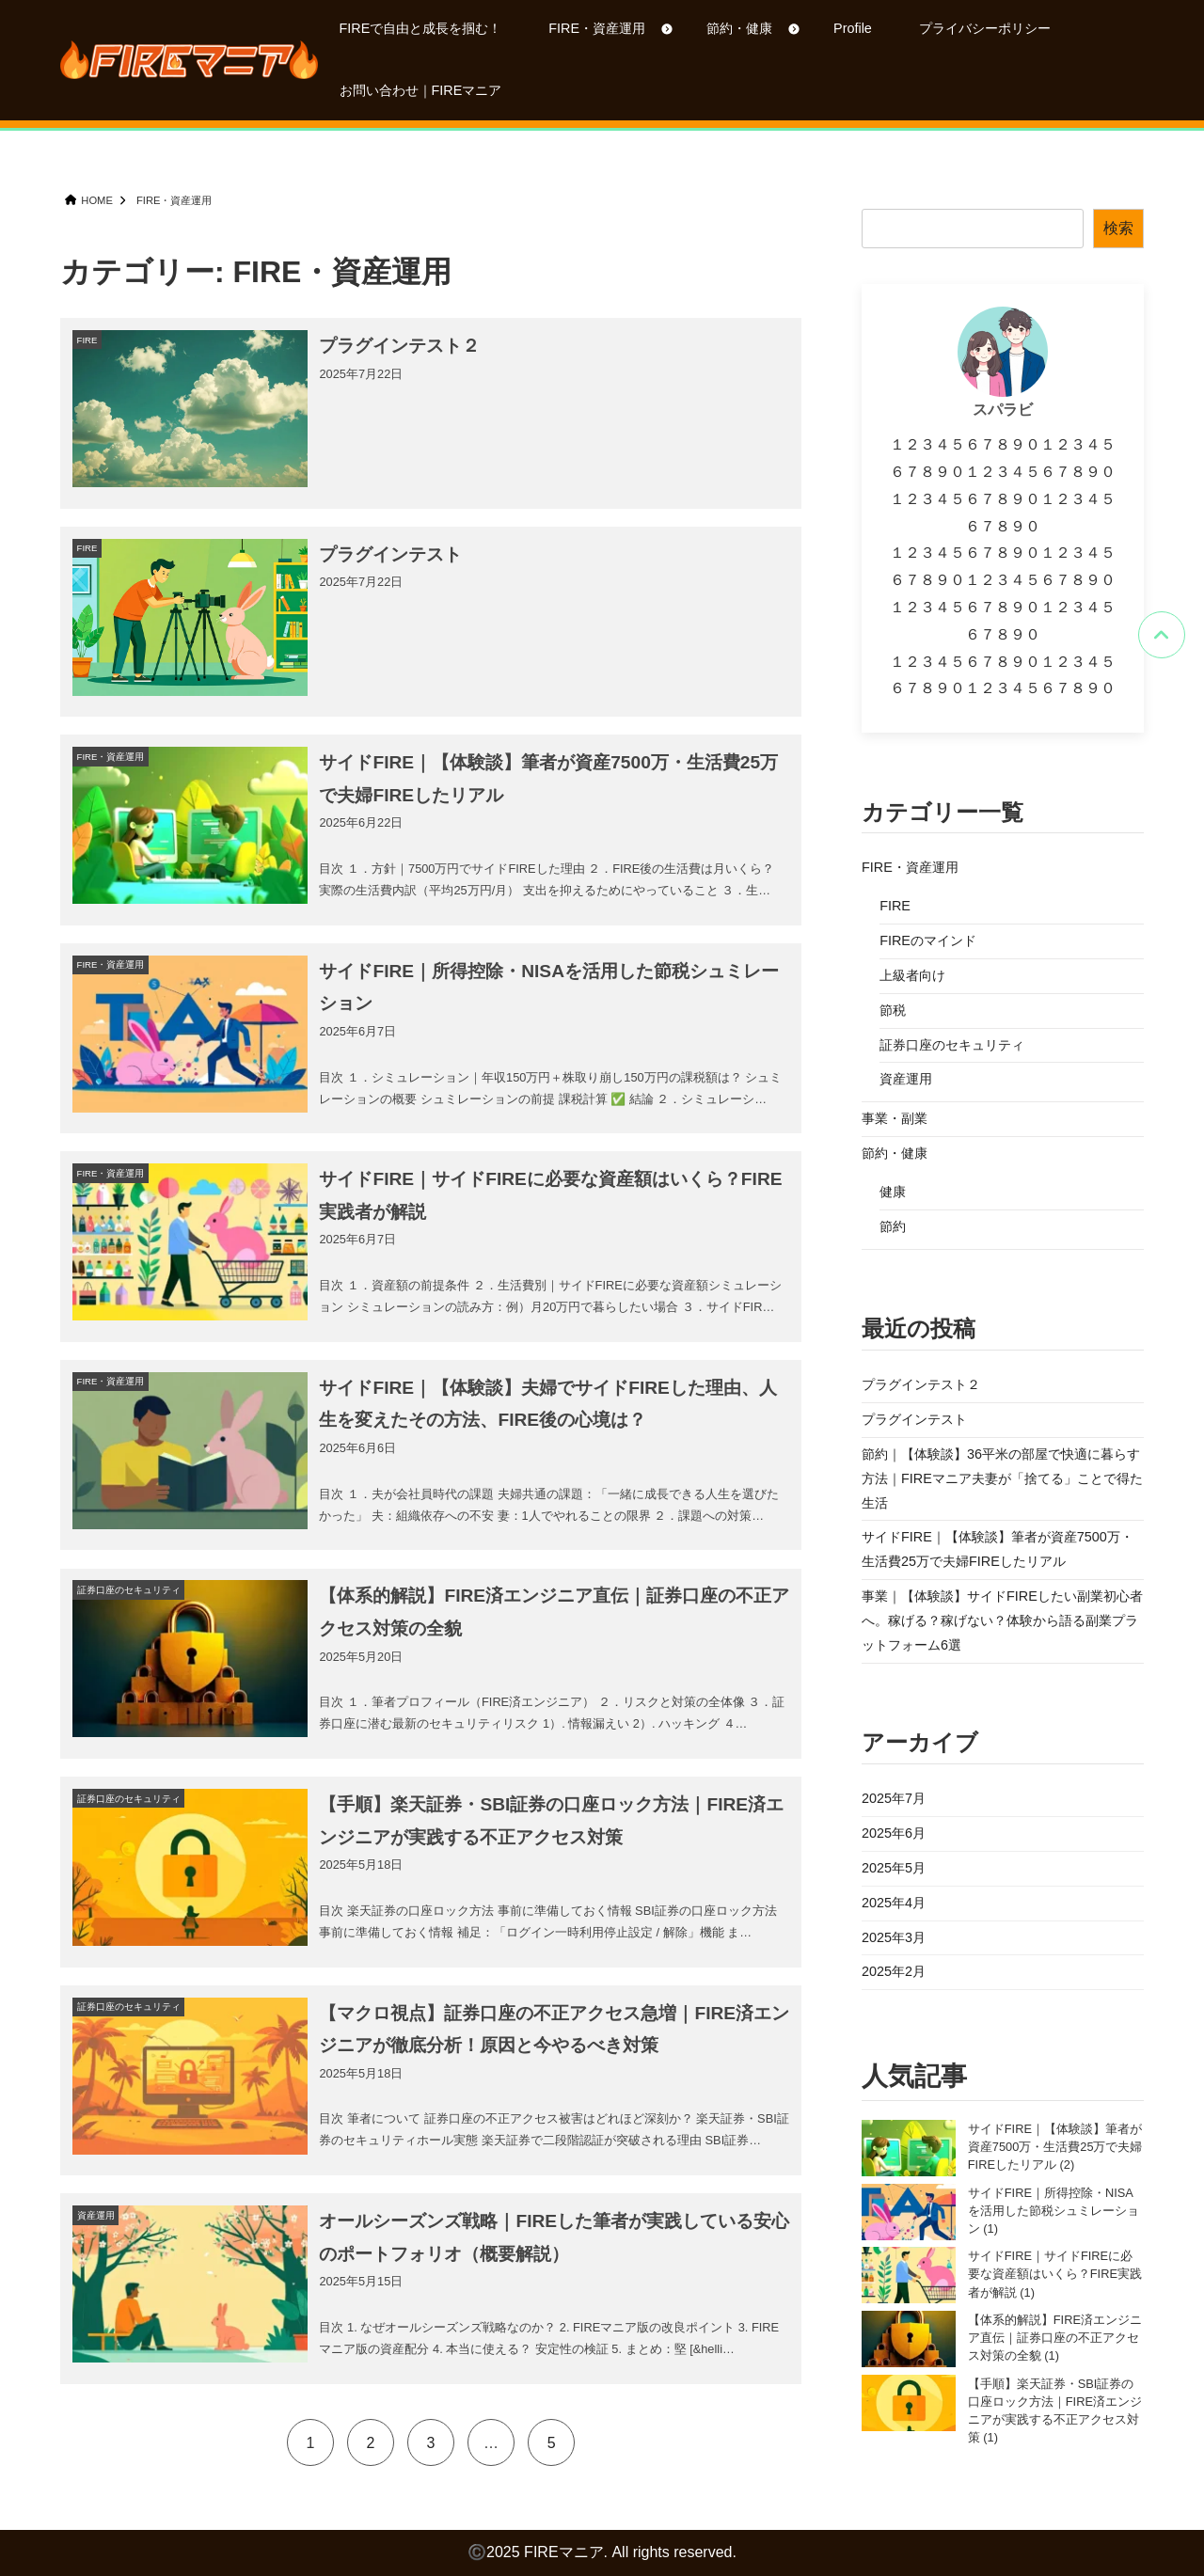 FIREマニア
FIREで自由と成長を掴む！
FIRE・資産運用
節約・健康
Profile
プライバシーポリシー
お問い合わせ｜FIREマニア
HOME
FIRE・資産運用
カテゴリー: FIRE・資産運用
FIRE
プラグインテスト２
2025年7月22日
FIRE
プラグインテスト
2025年7月22日
FIRE・資産運用
サイドFIRE｜【体験談】筆者が資産7500万・生活費25万
で夫婦FIREしたリアル
2025年6月22日
目次 １．方針｜7500万円でサイドFIREした理由 ２．FIRE後の生活費は月いくら？
実際の生活費内訳（平均25万円/月） 支出を抑えるためにやっていること ３．生…
FIRE・資産運用
サイドFIRE｜所得控除・NISAを活用した節税シュミレー
ション
2025年6月7日
目次 １．シミュレーション｜年収150万円＋株取り崩し150万円の課税額は？ シュミ
レーションの概要 シュミレーションの前提 課税計算 ✅ 結論 ２．シミュレーシ…
FIRE・資産運用
サイドFIRE｜サイドFIREに必要な資産額はいくら？FIRE
実践者が解説
2025年6月7日
目次 １．資産額の前提条件 ２．生活費別｜サイドFIREに必要な資産額シミュレーシ
ョン シミュレーションの読み方：例）月20万円で暮らしたい場合 ３．サイドFIR…
FIRE・資産運用
サイドFIRE｜【体験談】夫婦でサイドFIREした理由、人
生を変えたその方法、FIRE後の心境は？
2025年6月6日
目次 １．夫が会社員時代の課題 夫婦共通の課題：「一緒に成長できる人生を選びた
かった」 夫：組織依存への不安 妻：1人でやれることの限界 ２．課題への対策…
証券口座のセキュリティ
【体系的解説】FIRE済エンジニア直伝｜証券口座の不正ア
クセス対策の全貌
2025年5月20日
目次 １．筆者プロフィール（FIRE済エンジニア） ２．リスクと対策の全体像 ３．証
券口座に潜む最新のセキュリティリスク 1）. 情報漏えい 2）. ハッキング ４…
証券口座のセキュリティ
【手順】楽天証券・SBI証券の口座ロック方法｜FIRE済エ
ンジニアが実践する不正アクセス対策
2025年5月18日
目次 楽天証券の口座ロック方法 事前に準備しておく情報 SBI証券の口座ロック方法
事前に準備しておく情報 補足：「ログイン一時利用停止設定 / 解除」機能 ま…
証券口座のセキュリティ
【マクロ視点】証券口座の不正アクセス急増｜FIRE済エン
ジニアが徹底分析！原因と今やるべき対策
2025年5月18日
目次 筆者について 証券口座の不正アクセス被害はどれほど深刻か？ 楽天証券・SBI証
券のセキュリティホール実態 楽天証券で二段階認証が突破される理由 SBI証券…
資産運用
オールシーズンズ戦略｜FIREした筆者が実践している安心
のポートフォリオ（概要解説）
2025年5月15日
目次 1. なぜオールシーズンズ戦略なのか？ 2. FIREマニア版の改良ポイント 3. FIRE
マニア版の資産配分 4. 本当に使える？ 安定性の検証 5. まとめ：堅 [&helli…
1
2
3
…
5
検索
スパラビ
１２３４５６７８９０１２３４５
６７８９０１２３４５６７８９０
１２３４５６７８９０１２３４５
６７８９０
１２３４５６７８９０１２３４５
６７８９０１２３４５６７８９０
１２３４５６７８９０１２３４５
６７８９０
１２３４５６７８９０１２３４５
６７８９０１２３４５６７８９０
カテゴリー一覧
FIRE・資産運用
FIRE
FIREのマインド
上級者向け
節税
証券口座のセキュリティ
資産運用
事業・副業
節約・健康
健康
節約
最近の投稿
プラグインテスト２
プラグインテスト
節約｜【体験談】36平米の部屋で快適に暮らす
方法｜FIREマニア夫妻が「捨てる」ことで得た
生活
サイドFIRE｜【体験談】筆者が資産7500万・
生活費25万で夫婦FIREしたリアル
事業｜【体験談】サイドFIREしたい副業初心者
へ。稼げる？稼げない？体験から語る副業プラ
ットフォーム6選
アーカイブ
2025年7月
2025年6月
2025年5月
2025年4月
2025年3月
2025年2月
人気記事
サイドFIRE｜【体験談】筆者が
資産7500万・生活費25万で夫婦
FIREしたリアル (2)
サイドFIRE｜所得控除・NISA
を活用した節税シュミレーショ
ン (1)
サイドFIRE｜サイドFIREに必
要な資産額はいくら？FIRE実践
者が解説 (1)
【体系的解説】FIRE済エンジニ
ア直伝｜証券口座の不正アクセ
ス対策の全貌 (1)
【手順】楽天証券・SBI証券の
口座ロック方法｜FIRE済エンジ
ニアが実践する不正アクセス対
策 (1)
©2025 FIREマニア. All rights reserved.